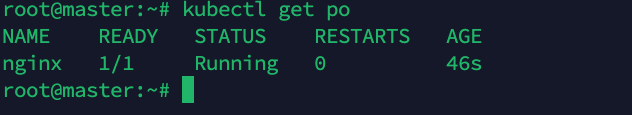 root@master:~# kubectl get po
NAME    READY   STATUS    RESTARTS   AGE
nginx   1/1     Running   0          46s
root@master:~#